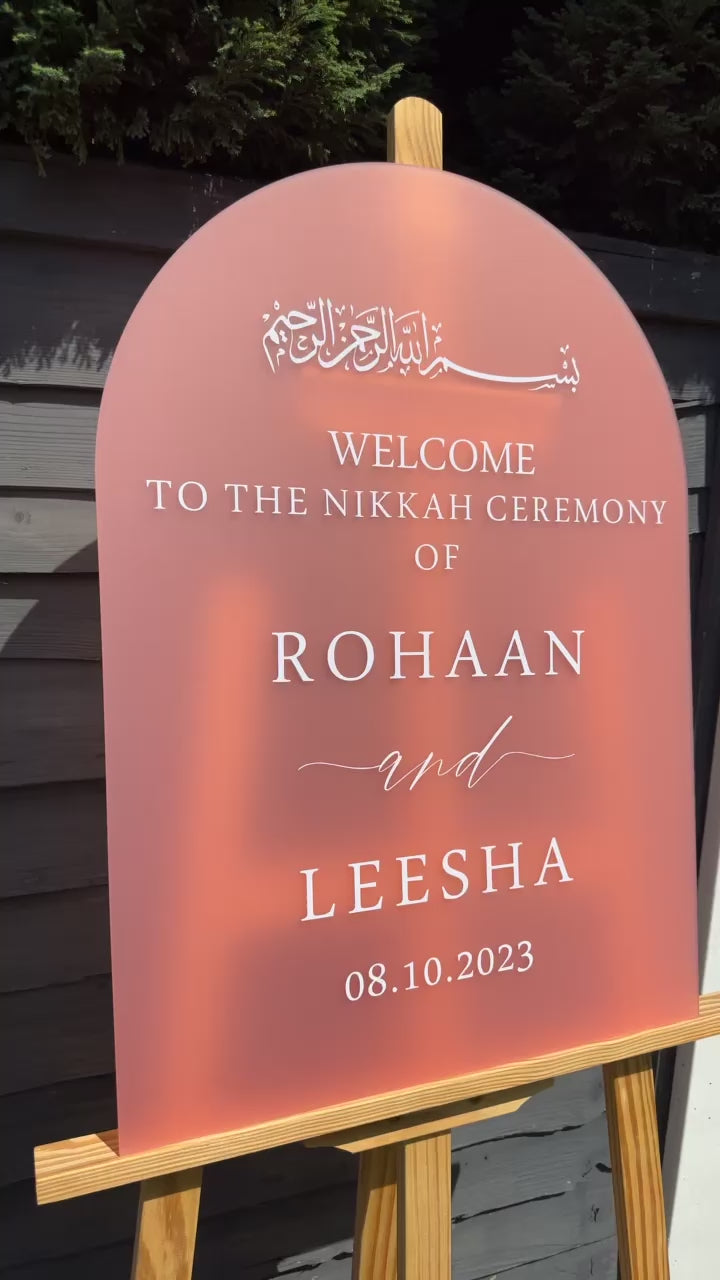 بسم الله الرحمن الرحيم
WELCOME
TO THE NIKKAH CEREMONY
OF
ROHAAN
and
LEESHA
08.10.2023